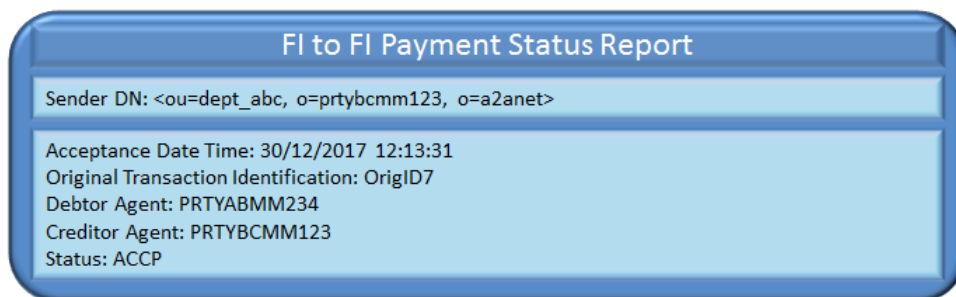 FI to FI Payment Status Report
Sender DN: <ou=dept_abc, o=prtybcmm123, o=a2anet>
Acceptance Date Time: 30/12/2017 12:13:31
Original Transaction Identification: OrigID7
Debtor Agent: PRTYABMM234
Creditor Agent: PRTYBCMM123
Status: ACCP